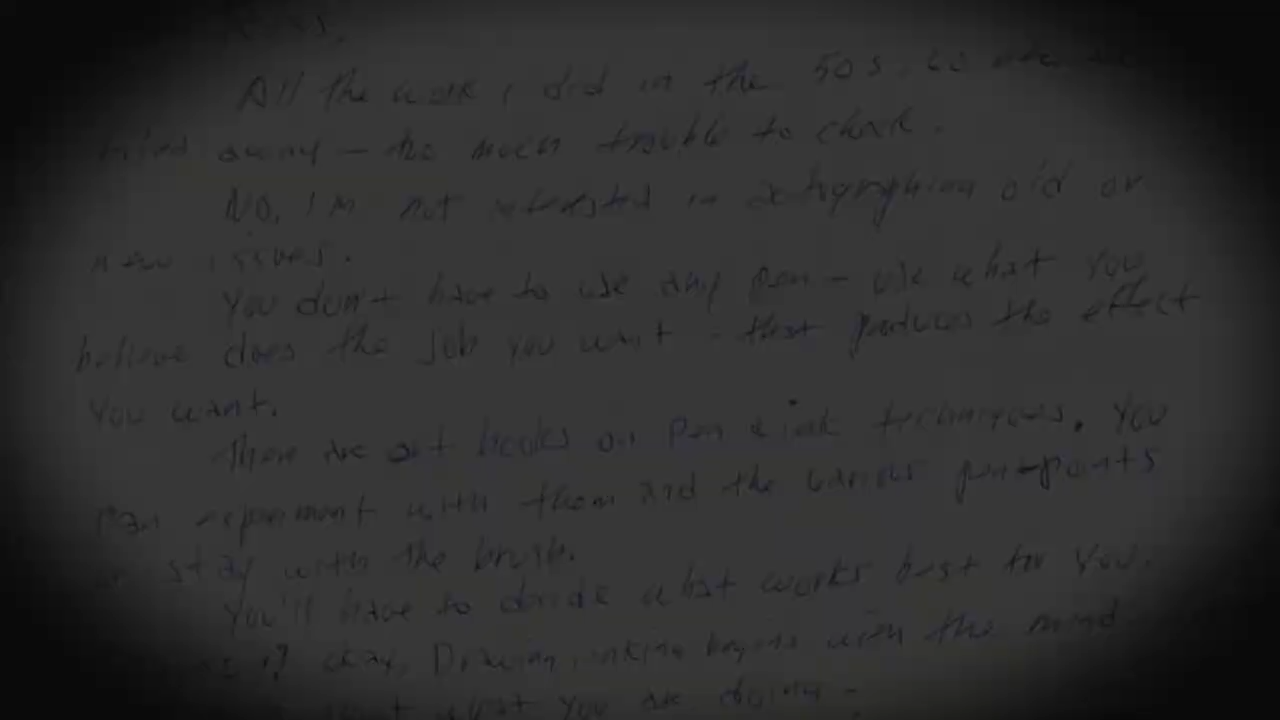 All the work I did in the 50s,
filed away — too much trouble to check.
No, I'm not interested in autographing old or
new issues.
You don't have to use any pen — use what you
believe does the job you want - that produces the effect
you want.
There are art books on pen & ink techniques. You
can experiment with them and the various pen-points
or stay with the brush.
You'll have to decide what works best for you.
okay. Drawing, inking begins with the mind
what you are doing -